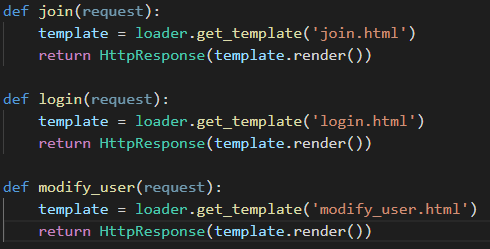 def join(request):
    template = loader.get_template('join.html')
    return HttpResponse(template.render())

def login(request):
    template = loader.get_template('login.html')
    return HttpResponse(template.render())

def modify_user(request):
    template = loader.get_template('modify_user.html')
    return HttpResponse(template.render())